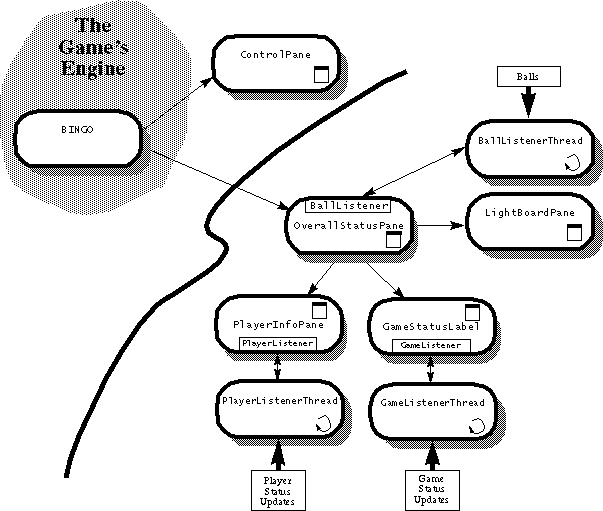 The
Game's
Engine
ControlPane
Balls
BINGO
BallListenerThread
BallListener
OverallStatusPane
LightBoardPane
PlayerInfoPane
PlayerListener
GameStatusLabel
GameListener
PlayerListenerThread
GameListenerThread
Player
Status
Updates
Game
Status
Updates